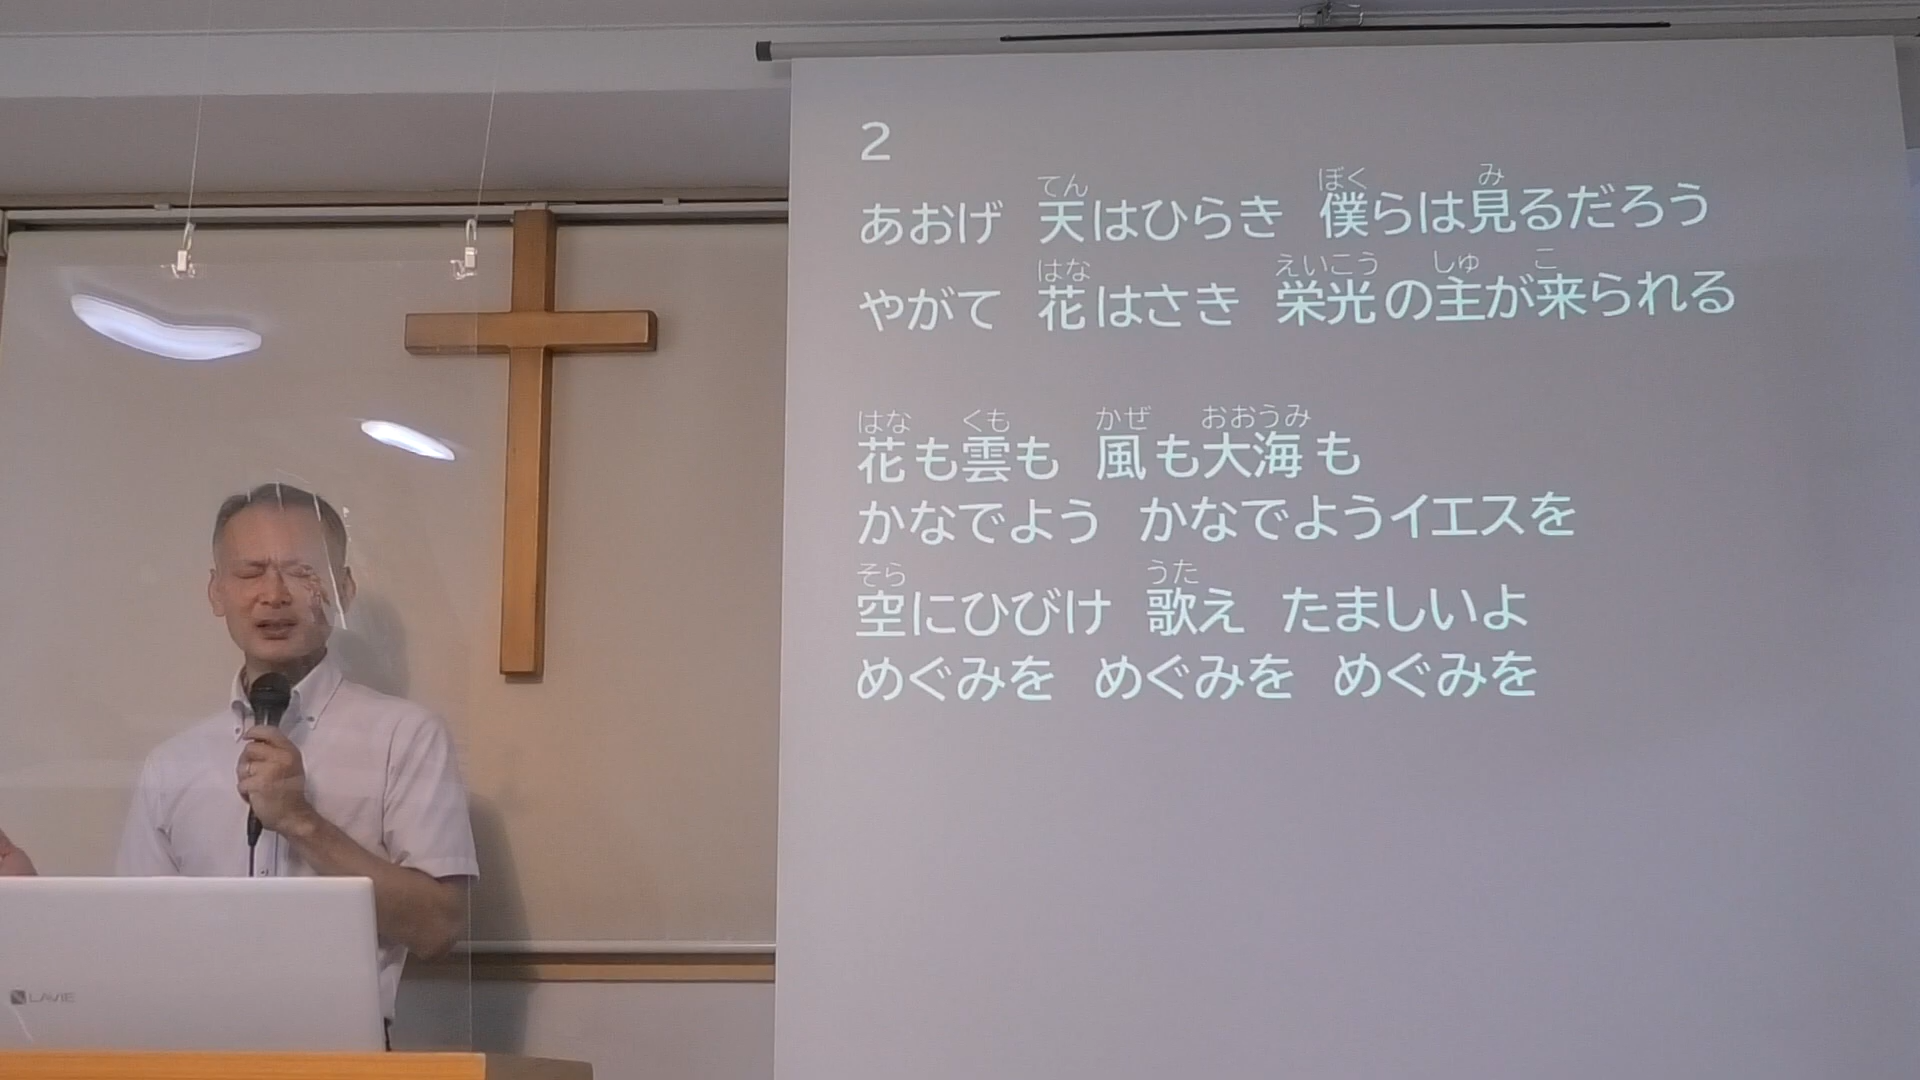 2
てん ぼく み
あおげ 天はひらき 僕らは見るだろう
はな えいこう しゅ こ
やがて 花はさき 栄光の主が来られる
はな くも かぜ おおうみ
花も雲も 風も大海も
かなでよう かなでようイエスを
そら うた
空にひびけ 歌え たましいよ
めぐみを めぐみを めぐみを
LAVIE